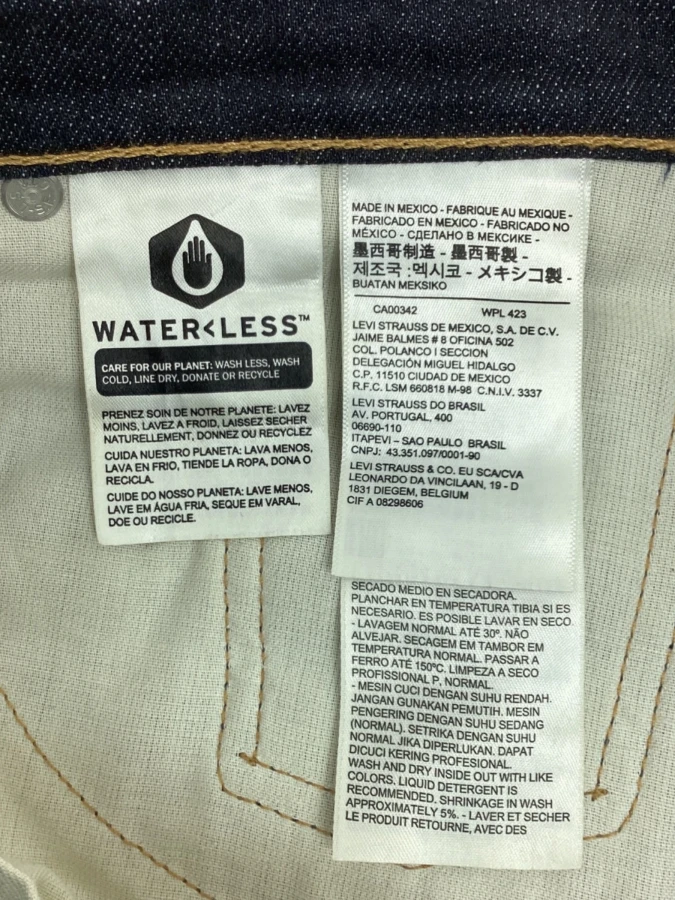 WATER<LESS™
CARE FOR OUR PLANET: WASH LESS, WASH
COLD, LINE DRY, DONATE OR RECYCLE
PRENEZ SOIN DE NOTRE PLANETE: LAVEZ
MOINS, LAVEZ A FROID, LAISSEZ SECHER
NATURELLEMENT, DONNEZ OU RECYCLEZ
CUIDA NUESTRO PLANETA: LAVA MENOS,
LAVA EN FRIO, TIENDE LA ROPA, DONA O
RECICLA.
CUIDE DO NOSSO PLANETA: LAVE MENOS,
LAVE EM ÁGUA FRIA, SEQUE EM VARAL,
DOE OU RECICLE.
MADE IN MEXICO - FABRIQUE AU MEXIQUE -
FABRICADO EN MEXICO - FABRICADO NO
MÉXICO - СДЕЛАНО В МЕКСИКЕ -
墨西哥制造 - 墨西哥製 -
제조국 :멕시코 - メキシコ製 -
BUATAN MEKSIKO
CA00342 WPL 423
LEVI STRAUSS DE MEXICO, S.A. DE C.V.
JAIME BALMES # 8 OFICINA 502
COL. POLANCO I SECCION
DELEGACIÓN MIGUEL HIDALGO
C.P. 11510 CIUDAD DE MEXICO
R.F.C. LSM 660818 M-98 C.N.I.V. 3337
LEVI STRAUSS DO BRASIL
AV. PORTUGAL, 400
06690-110
ITAPEVI – SAO PAULO BRASIL
CNPJ: 43.351.097/0001-90
LEVI STRAUSS & CO. EU SCA/CVA
LEONARDO DA VINCILAAN, 19 - D
1831 DIEGEM, BELGIUM
CIF A 08298606
SECADO MEDIO EN SECADORA.
PLANCHAR EN TEMPERATURA TIBIA SI ES
NECESARIO. ES POSIBLE LAVAR EN SECO
- LAVAGEM NORMAL ATÉ 30º. NÃO
ALVEJAR. SECAGEM EM TAMBOR EM
TEMPERATURA NORMAL. PASSAR A
FERRO ATÉ 150ºC. LIMPEZA A SECO
PROFISSIONAL P, NORMAL.
- MESIN CUCI DENGAN SUHU RENDAH.
JANGAN GUNAKAN PEMUTIH. MESIN
PENGERING DENGAN SUHU SEDANG
(NORMAL). SETRIKA DENGAN SUHU
NORMAL JIKA DIPERLUKAN. DAPAT
DICUCI KERING PROFESIONAL.
WASH AND DRY INSIDE OUT WITH LIKE
COLORS. LIQUID DETERGENT IS
RECOMMENDED. SHRINKAGE IN WASH
APPROXIMATELY 5%. - LAVER ET SECHER
LE PRODUIT RETOURNE, AVEC DES